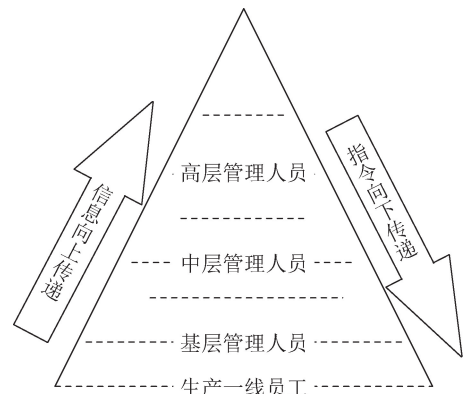 信息向上传递
指令向下传递
高层管理人员
中层管理人员
基层管理人员
生产一线员工